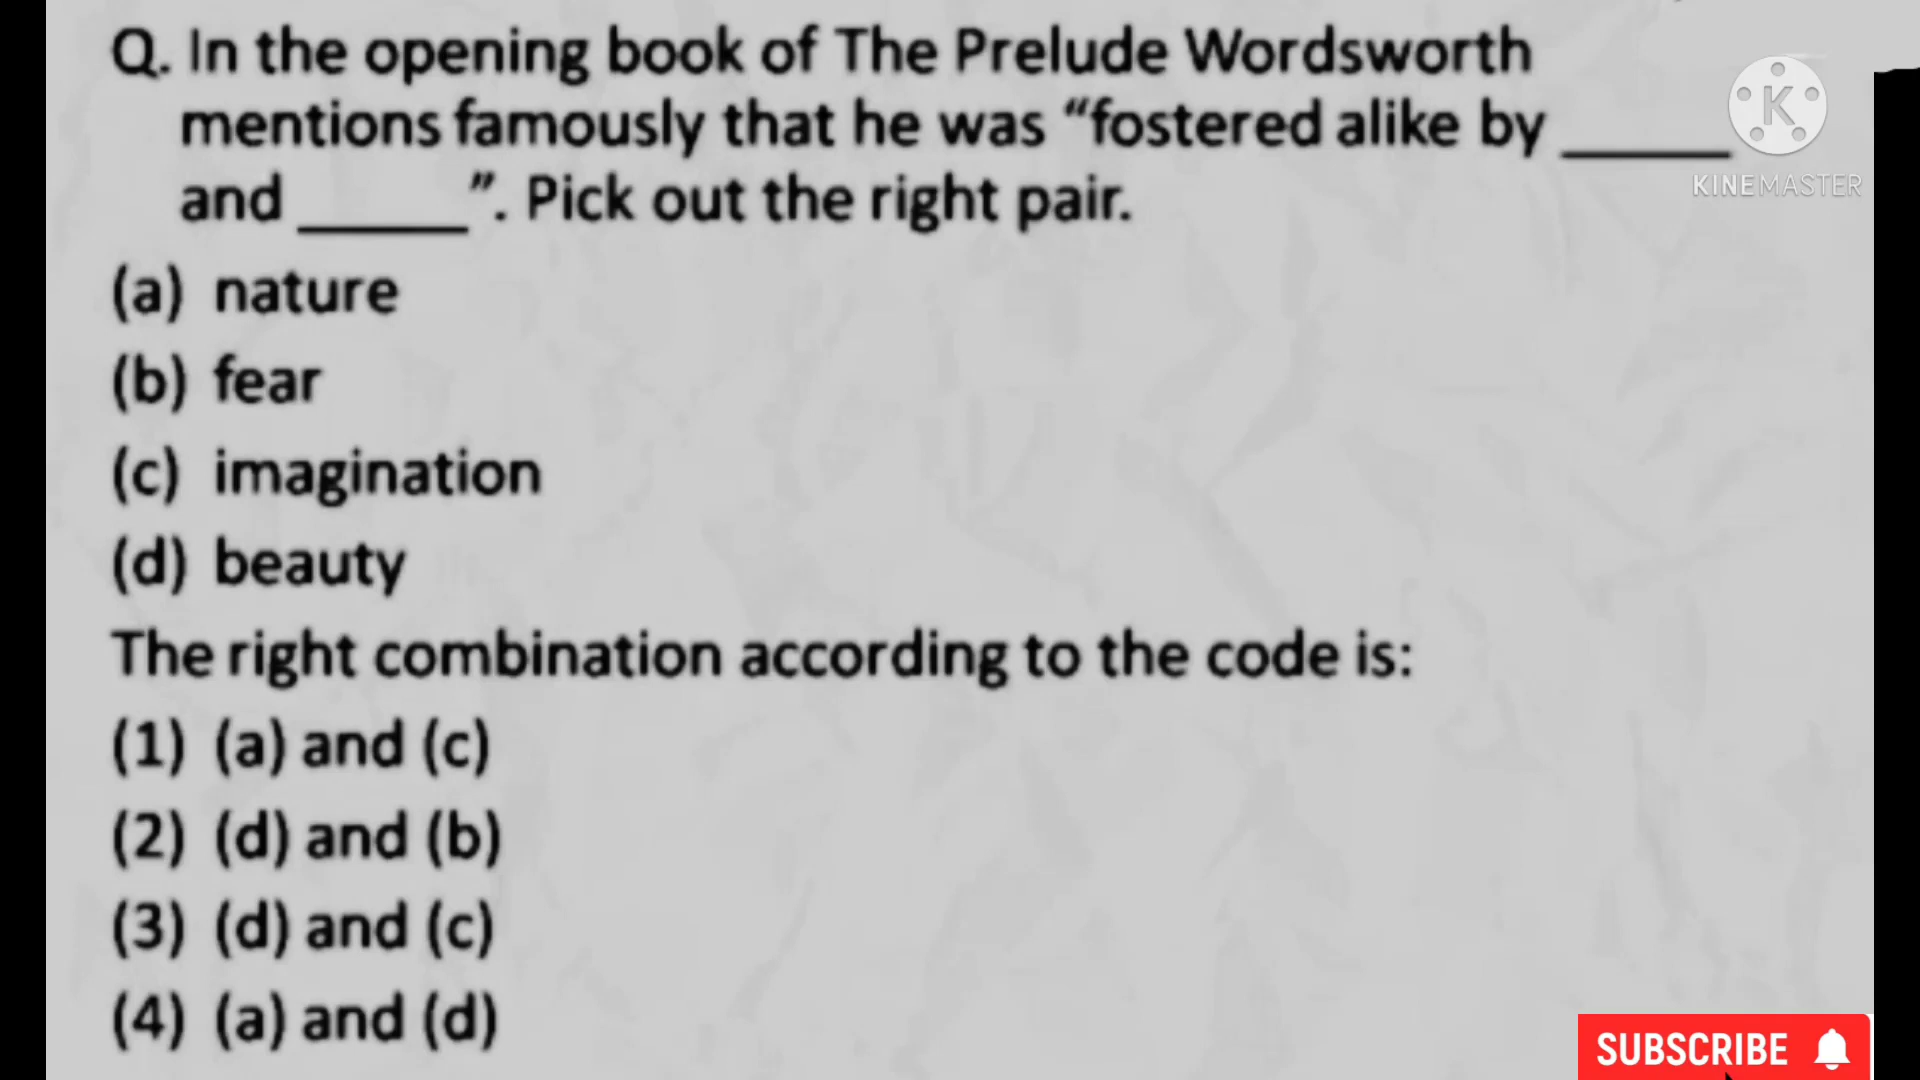 Q. In the opening book of The Prelude Wordsworth
mentions famously that he was “fostered alike by ______
and ______”. Pick out the right pair.
(a) nature
(b) fear
(c) imagination
(d) beauty
The right combination according to the code is:
(1) (a) and (c)
(2) (d) and (b)
(3) (d) and (c)
(4) (a) and (d)
K
KINEMASTER
SUBSCRIBE